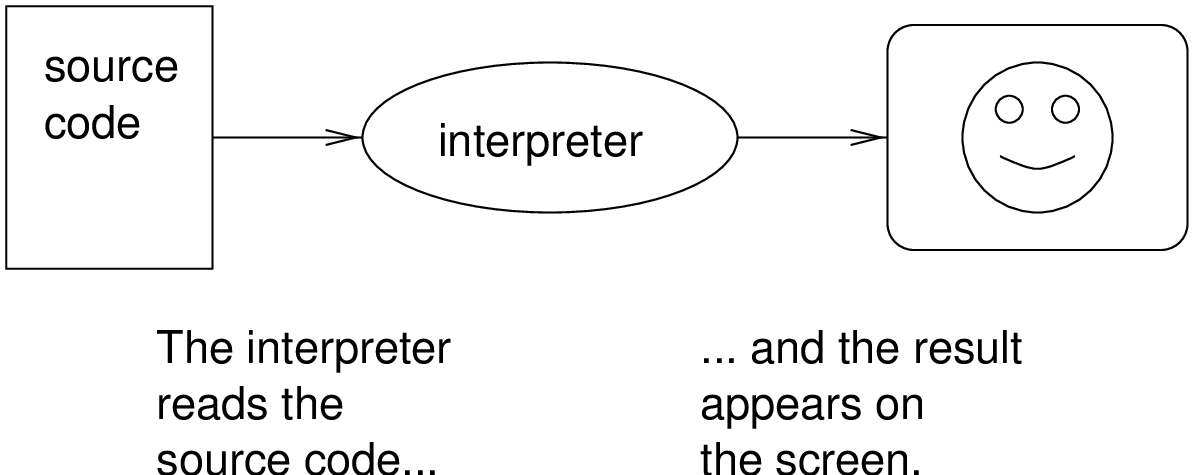 source
code
interpreter
The interpreter
reads the
source code...
... and the result
appears on
the screen.